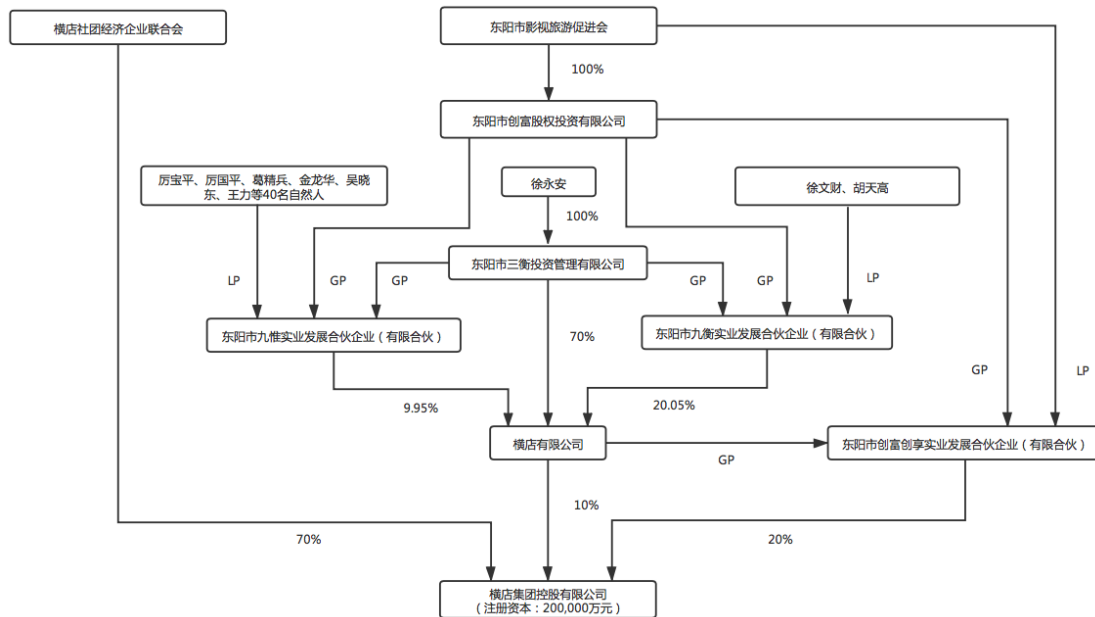 横店社团经济企业联合会
东阳市影视旅游促进会
100%
东阳市创富股权投资有限公司
厉宝平、厉国平、葛精兵、金龙华、吴晓
东、王力等40名自然人
徐永安
徐文财、胡天高
100%
东阳市三衡投资管理有限公司
LP
GP
GP
GP
GP
LP
东阳市九惟实业发展合伙企业（有限合伙）
70%
东阳市九衡实业发展合伙企业（有限合伙）
GP
LP
9.95%
20.05%
横店有限公司
东阳市创富创享实业发展合伙企业（有限合伙）
GP
10%
70%
20%
横店集团控股有限公司
（注册资本：200,000万元）